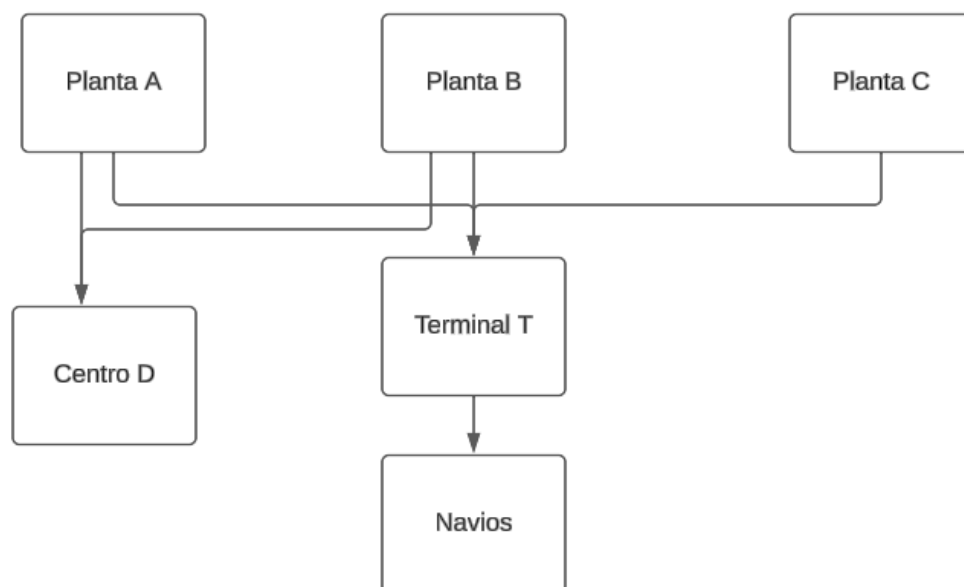 Planta A
Planta B
Planta C
Terminal T
Centro D
Navios